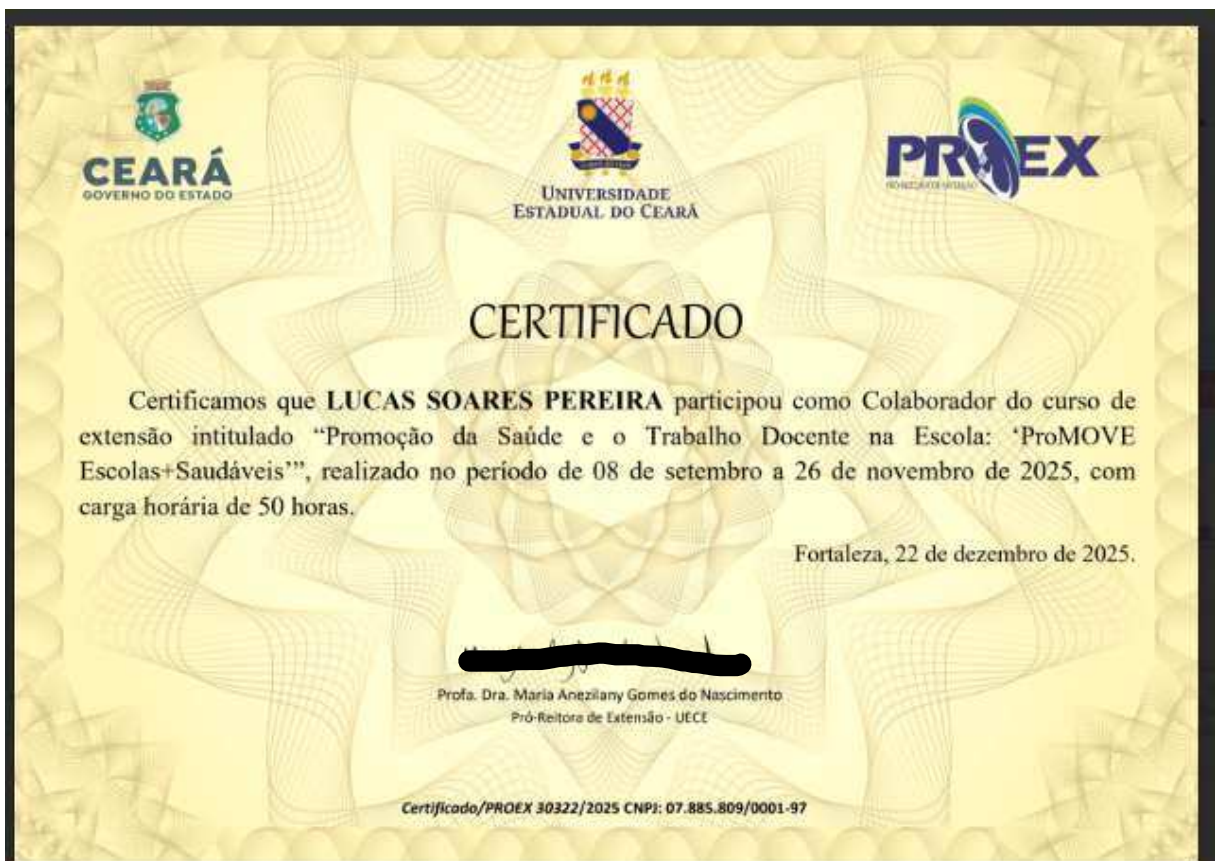 CEARÁ
GOVERNO DO ESTADO
UNIVERSIDADE
ESTADUAL DO CEARÁ
PROEX
CERTIFICADO
Certificamos que LUCAS SOARES PEREIRA participou como Colaborador do curso de
extensão intitulado “Promoção da Saúde e o Trabalho Docente na Escola: ‘ProMOVE
Escolas+Saudáveis’”, realizado no período de 08 de setembro a 26 de novembro de 2025, com
carga horária de 50 horas.
Fortaleza, 22 de dezembro de 2025.
Profa. Dra. Maria Anezilany Gomes do Nascimento
Pró-Reitora de Extensão - UECE
Certificado/PROEX 30322/2025 CNPJ: 07.885.809/0001-97